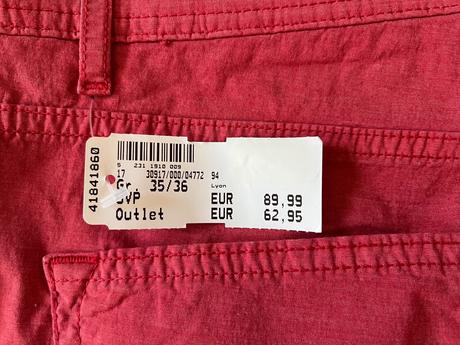 41841860
5 231 1910 009
17 30917/000/04772 94
Gr. 35/36 Lyon
UVP EUR 89,99
Outlet EUR 62,95